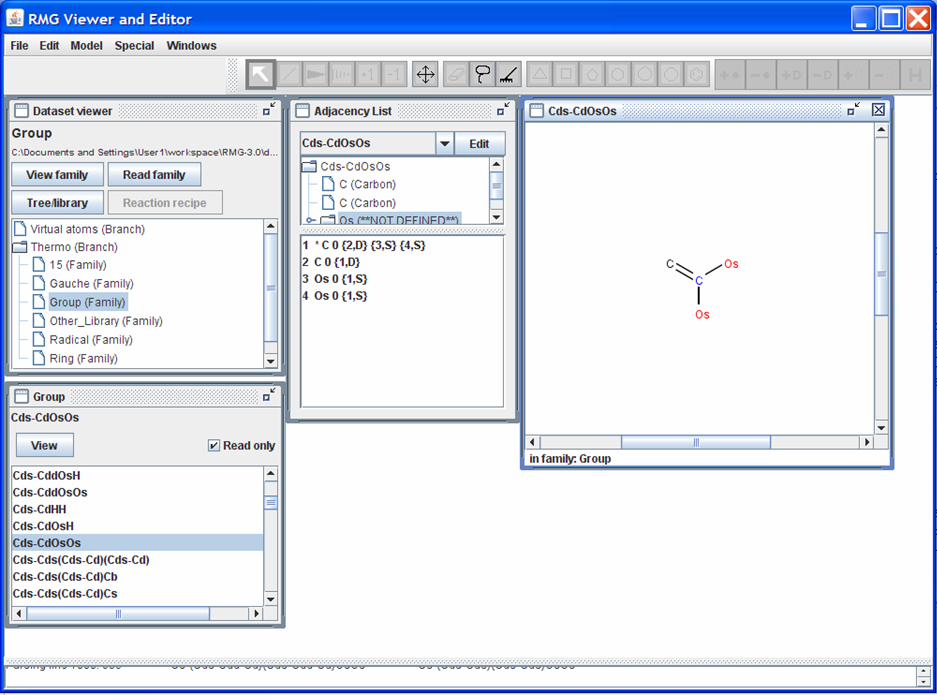 RMG Viewer and Editor
File Edit Model Special Windows
+1 -1
+D -D H
Dataset viewer
Group
C:\Documents and Settings\User1\workspace\RMG-3.0\d...
View family Read family
Tree/library Reaction recipe
Virtual atoms (Branch)
Thermo (Branch)
15 (Family)
Gauche (Family)
Group (Family)
Other_Library (Family)
Radical (Family)
Ring (Family)
Group
Cds-CdOsOs
View Read only
Cds-CddOsH
Cds-CddOsOs
Cds-CdHH
Cds-CdOsH
Cds-CdOsOs
Cds-Cds(Cds-Cd)(Cds-Cd)
Cds-Cds(Cds-Cd)Cb
Cds-Cds(Cds-Cd)Cs
Adjacency List
Cds-CdOsOs Edit
Cds-CdOsOs
C (Carbon)
C (Carbon)
Os (**NOT DEFINED**)
1 * C 0 {2,D} {3,S} {4,S}
2 C 0 {1,D}
3 Os 0 {1,S}
4 Os 0 {1,S}
Cds-CdOsOs
C Os
C
Os
in family: Group